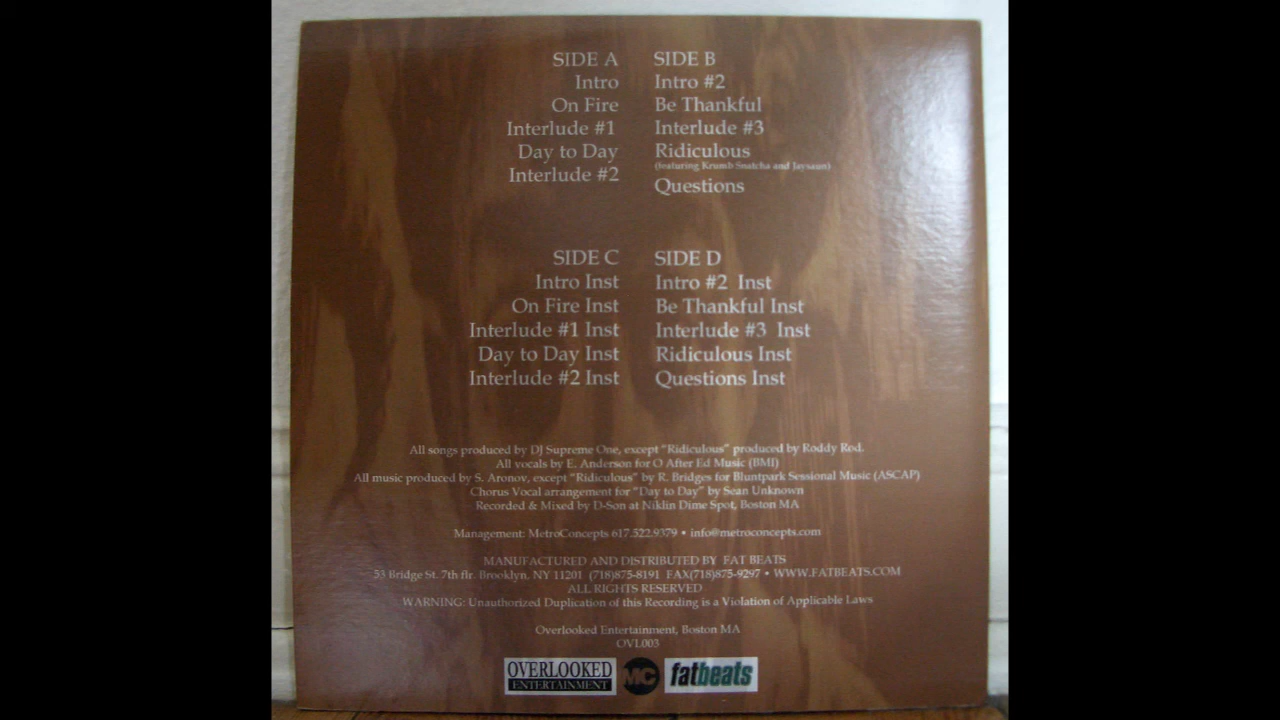 SIDE A
Intro
On Fire
Interlude #1
Day to Day
Interlude #2
SIDE B
Intro #2
Be Thankful
Interlude #3
Ridiculous
(featuring Krumb Snatcha and Jaysaun)
Questions
SIDE C
Intro Inst
On Fire Inst
Interlude #1 Inst
Day to Day Inst
Interlude #2 Inst
SIDE D
Intro #2 Inst
Be Thankful Inst
Interlude #3 Inst
Ridiculous Inst
Questions Inst
All songs produced by DJ Supreme One, except "Ridiculous" produced by Roddy Rod.
All vocals by E. Anderson for O After Ed Music (BMI)
All music produced by S. Aronov, except "Ridiculous" by R. Bridges for Bluntpark Sessional Music (ASCAP)
Chorus Vocal arrangement for "Day to Day" by Sean Unknown
Recorded & Mixed by D-Son at Niklin Dime Spot, Boston MA
Management: MetroConcepts 617.522.9379 • info@metroconcepts.com
MANUFACTURED AND DISTRIBUTED BY FAT BEATS
53 Bridge St. 7th flr. Brooklyn, NY 11201 (718)875-8191 FAX(718)875-9297 • WWW.FATBEATS.COM
ALL RIGHTS RESERVED
WARNING: Unauthorized Duplication of this Recording is a Violation of Applicable Laws
Overlooked Entertainment, Boston MA
OVL003
OVERLOOKED
ENTERTAINMENT
MC
fatbeats